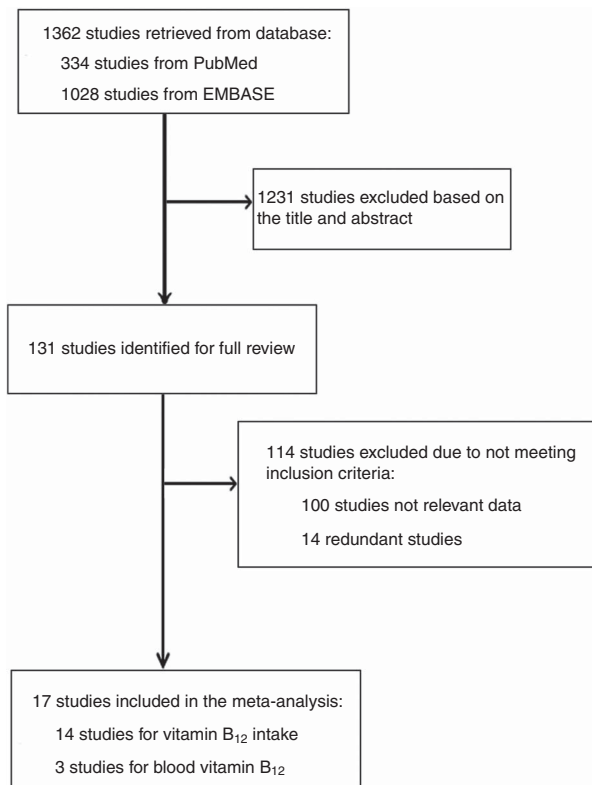 1362 studies retrieved from database:
334 studies from PubMed
1028 studies from EMBASE
1231 studies excluded based on
the title and abstract
131 studies identified for full review
114 studies excluded due to not meeting
inclusion criteria:
100 studies not relevant data
14 redundant studies
17 studies included in the meta-analysis:
14 studies for vitamin B₁₂ intake
3 studies for blood vitamin B₁₂